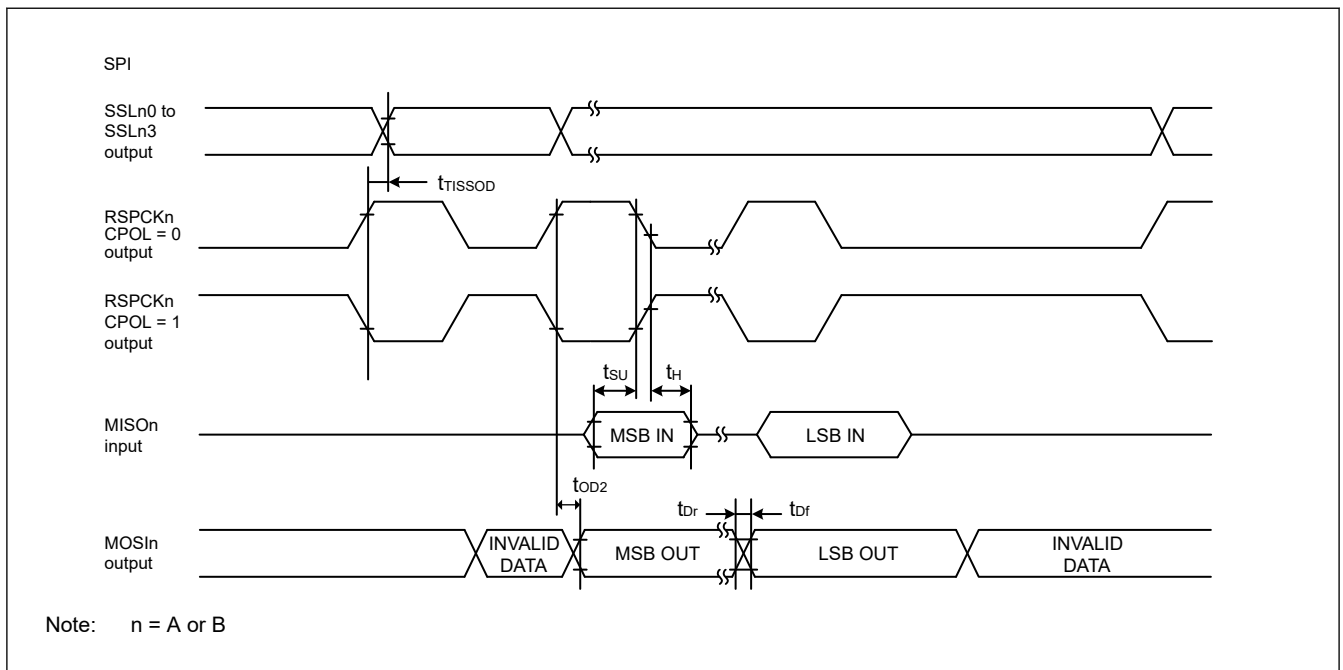 SPI
SSLn0 to
SSLn3
output
tTISSOD
RSPCKn
CPOL = 0
output
RSPCKn
CPOL = 1
output
tSU
tH
MISOn
input
MSB IN
LSB IN
tOD2
tDr
tDf
MOSIn
output
INVALID
DATA
MSB OUT
LSB OUT
INVALID
DATA
Note: n = A or B